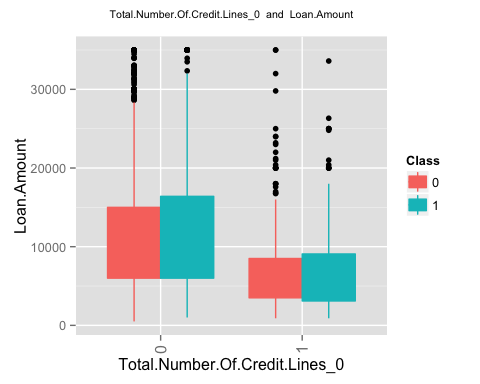 Total.Number.Of.Credit.Lines_0 and Loan.Amount
Loan.Amount
30000
20000
10000
0
0
1
Total.Number.Of.Credit.Lines_0
Class
0
1